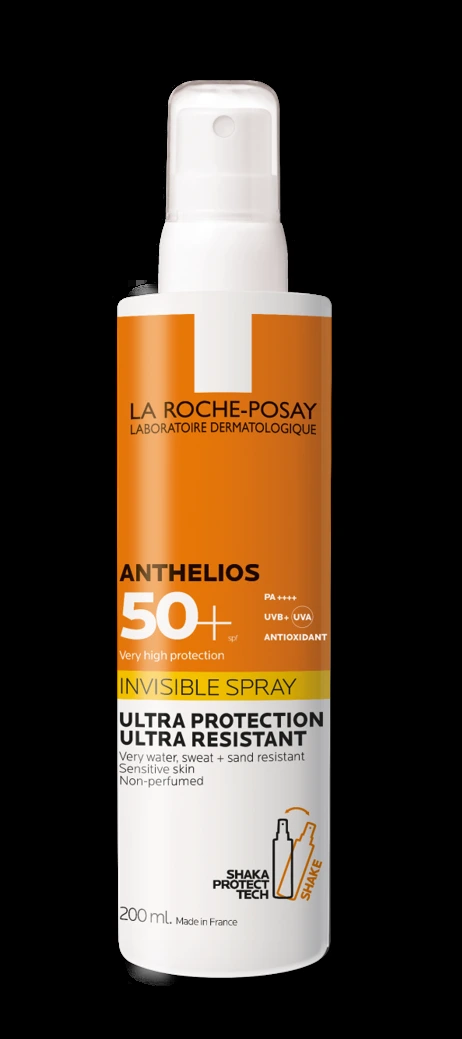 LA ROCHE-POSAY
LABORATOIRE DERMATOLOGIQUE
ANTHELIOS
50+
spf
Very high protection
PA ++++
UVB+ UVA
ANTIOXIDANT
INVISIBLE SPRAY
ULTRA PROTECTION
ULTRA RESISTANT
Very water, sweat + sand resistant
Sensitive skin
Non-perfumed
SHAKA
PROTECT
TECH
SHAKE
200 ml. Made in France